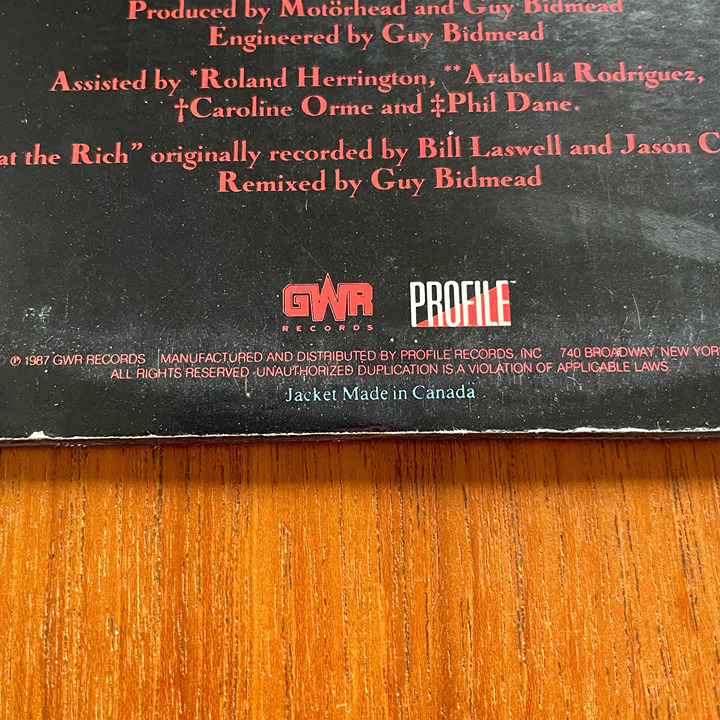 Produced by Motörhead and Guy Bidmead
Engineered by Guy Bidmead
Assisted by *Roland Herrington, **Arabella Rodriguez,
†Caroline Orme and ‡Phil Dane.
at the Rich" originally recorded by Bill Laswell and Jason C
Remixed by Guy Bidmead
GWR
RECORDS
PROFILE™
℗ 1987 GWR RECORDS MANUFACTURED AND DISTRIBUTED BY PROFILE RECORDS, INC 740 BROADWAY NEW YOR
ALL RIGHTS RESERVED - UNAUTHORIZED DUPLICATION IS A VIOLATION OF APPLICABLE LAWS.
Jacket Made in Canada